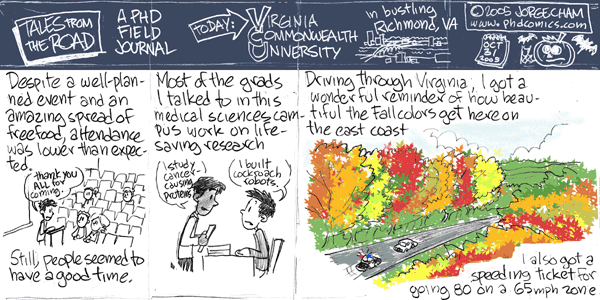 TALES FROM
THE ROAD
A PHD
FIELD
JOURNAL
TODAY:
VIRGINIA
COMMONWEALTH
UNIVERSITY
in bustling
Richmond, VA
© 2005 JORGE CHAM
www.phdcomics.com
OCT
31
2005
Despite a well-plan-
ned event and an
amazing spread of
free food, attendance
was lower than expec-
ted.
thank you
ALL for
coming.
Still, people seemed to
have a good time.
Most of the grads
I talked to in this
medical sciences cam-
pus work on life-
saving research
I study
cancer-
causing
proteins.
I built
cockroach
robots.
Driving through Virginia, I got a
wonderful reminder of how beau-
tiful the Fall colors get here on
the east coast
I also got a
speeding ticket for
going 80 on a 65mph zone